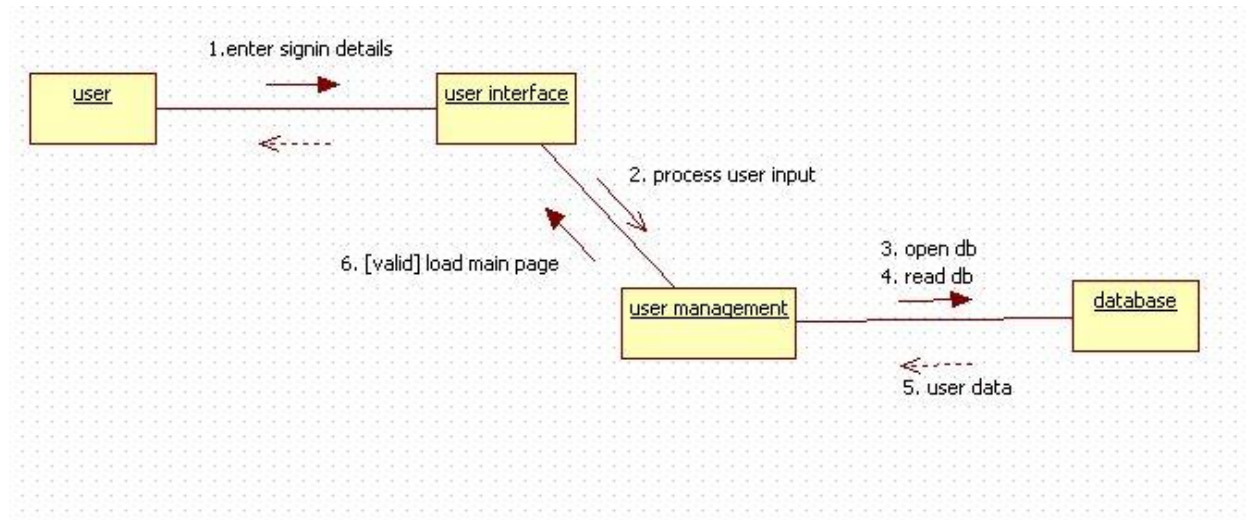 1.enter signin details
user
user interface
2. process user input
6. [valid] load main page
3. open db
4. read db
user management
database
5. user data